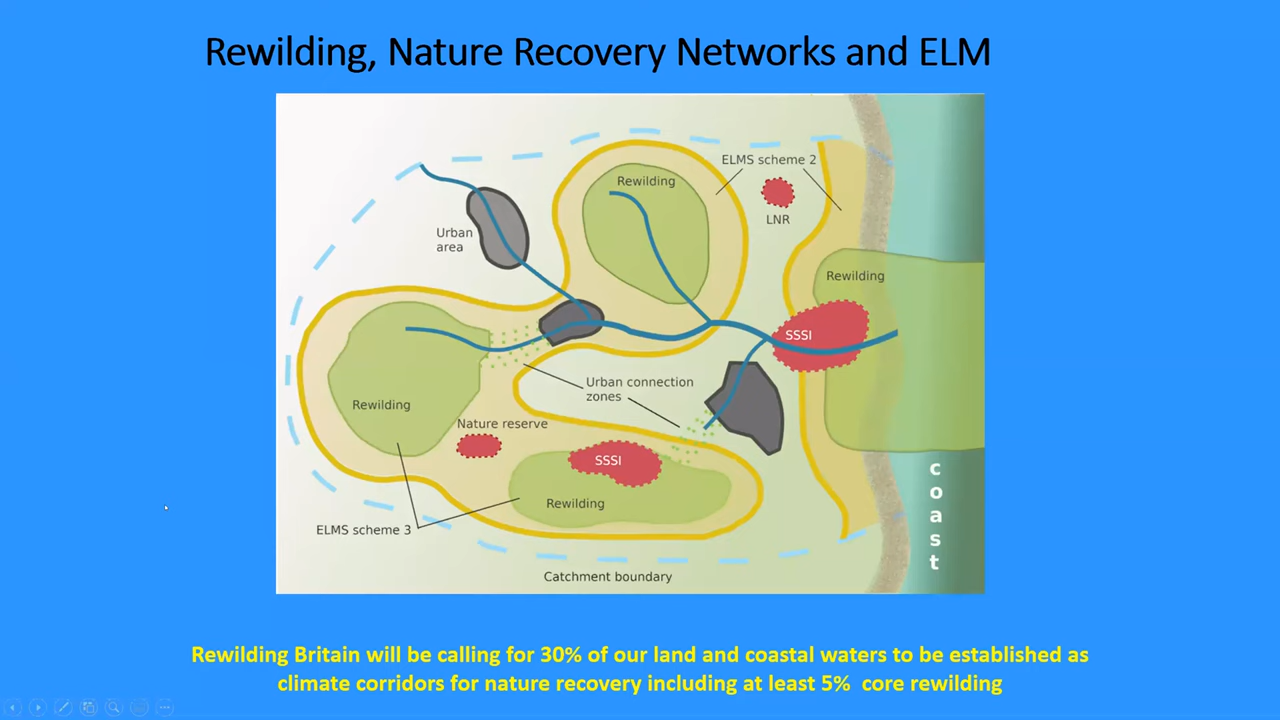 Rewilding, Nature Recovery Networks and ELM
ELMS scheme 2
Rewilding
LNR
Urban
area
Rewilding
SSSI
Urban connection
zones
Rewilding
Nature reserve
SSSI
Rewilding
ELMS scheme 3
coast
Catchment boundary
Rewilding Britain will be calling for 30% of our land and coastal waters to be established as
climate corridors for nature recovery including at least 5% core rewilding